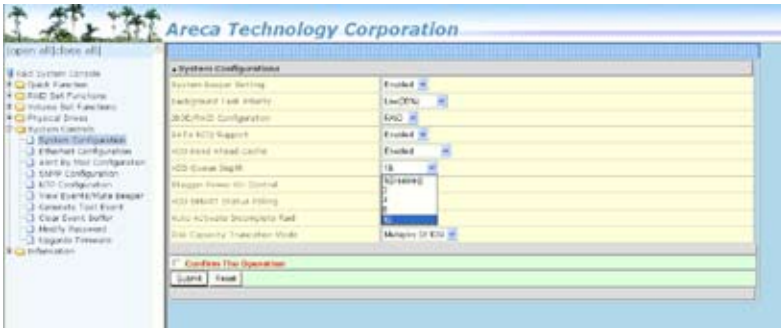 Areca Technology Corporation
[open all|close all]
Raid System Console
Quick Function
RAID Set Functions
Volume Set Functions
Physical Drives
System Controls
System Configuration
Ethernet Configuration
Alert By Mail Configuration
SNMP Configuration
NTP Configuration
View Events/Mute Beeper
Generate Test Event
Clear Event Buffer
Modify Password
Upgrade Firmware
Information
System Configurations
System Beeper Setting
Enabled
Background Task Priority
Low(20%)
JBOD/RAID Configuration
RAID
SATA NCQ Support
Enabled
HDD Read Ahead Cache
Enabled
HDD Queue Depth
16
Stagger Power On Control
1(Disabled)
2
HDD SMART Status Polling
4
8
Auto Activate Incomplete Raid
Disk Capacity Truncation Mode
Multiples Of 10G
Confirm The Operation
Submit
Reset